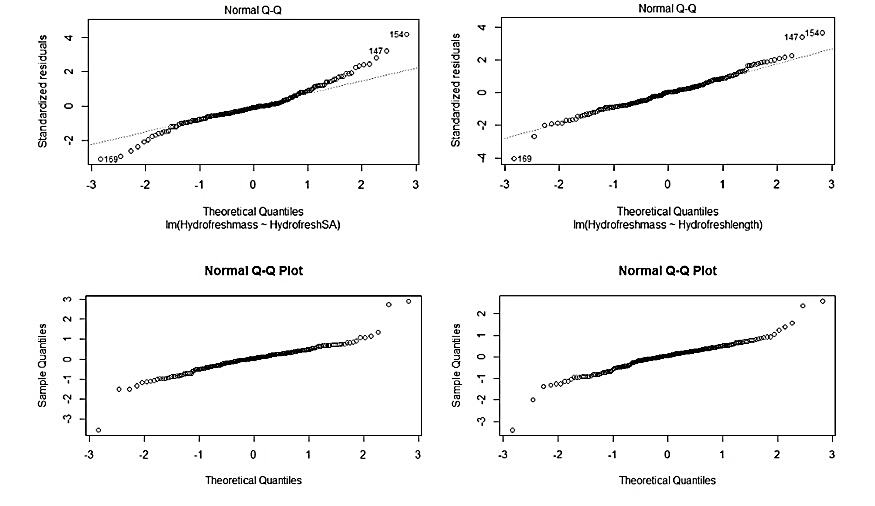 Normal Q-Q
Standardized residuals
4
2
0
-2
154
147
169
-3 -2 -1 0 1 2 3
Theoretical Quantiles
lm(Hydrofreshmass ~ HydrofreshSA)
Normal Q-Q
Standardized residuals
4
2
0
-2
-4
147 154
169
-3 -2 -1 0 1 2 3
Theoretical Quantiles
lm(Hydrofreshmass ~ Hydrofreshlength)
Normal Q-Q Plot
Sample Quantiles
3
2
1
0
-1
-2
-3
-3 -2 -1 0 1 2 3
Theoretical Quantiles
Normal Q-Q Plot
Sample Quantiles
2
1
0
-1
-2
-3
-3 -2 -1 0 1 2 3
Theoretical Quantiles